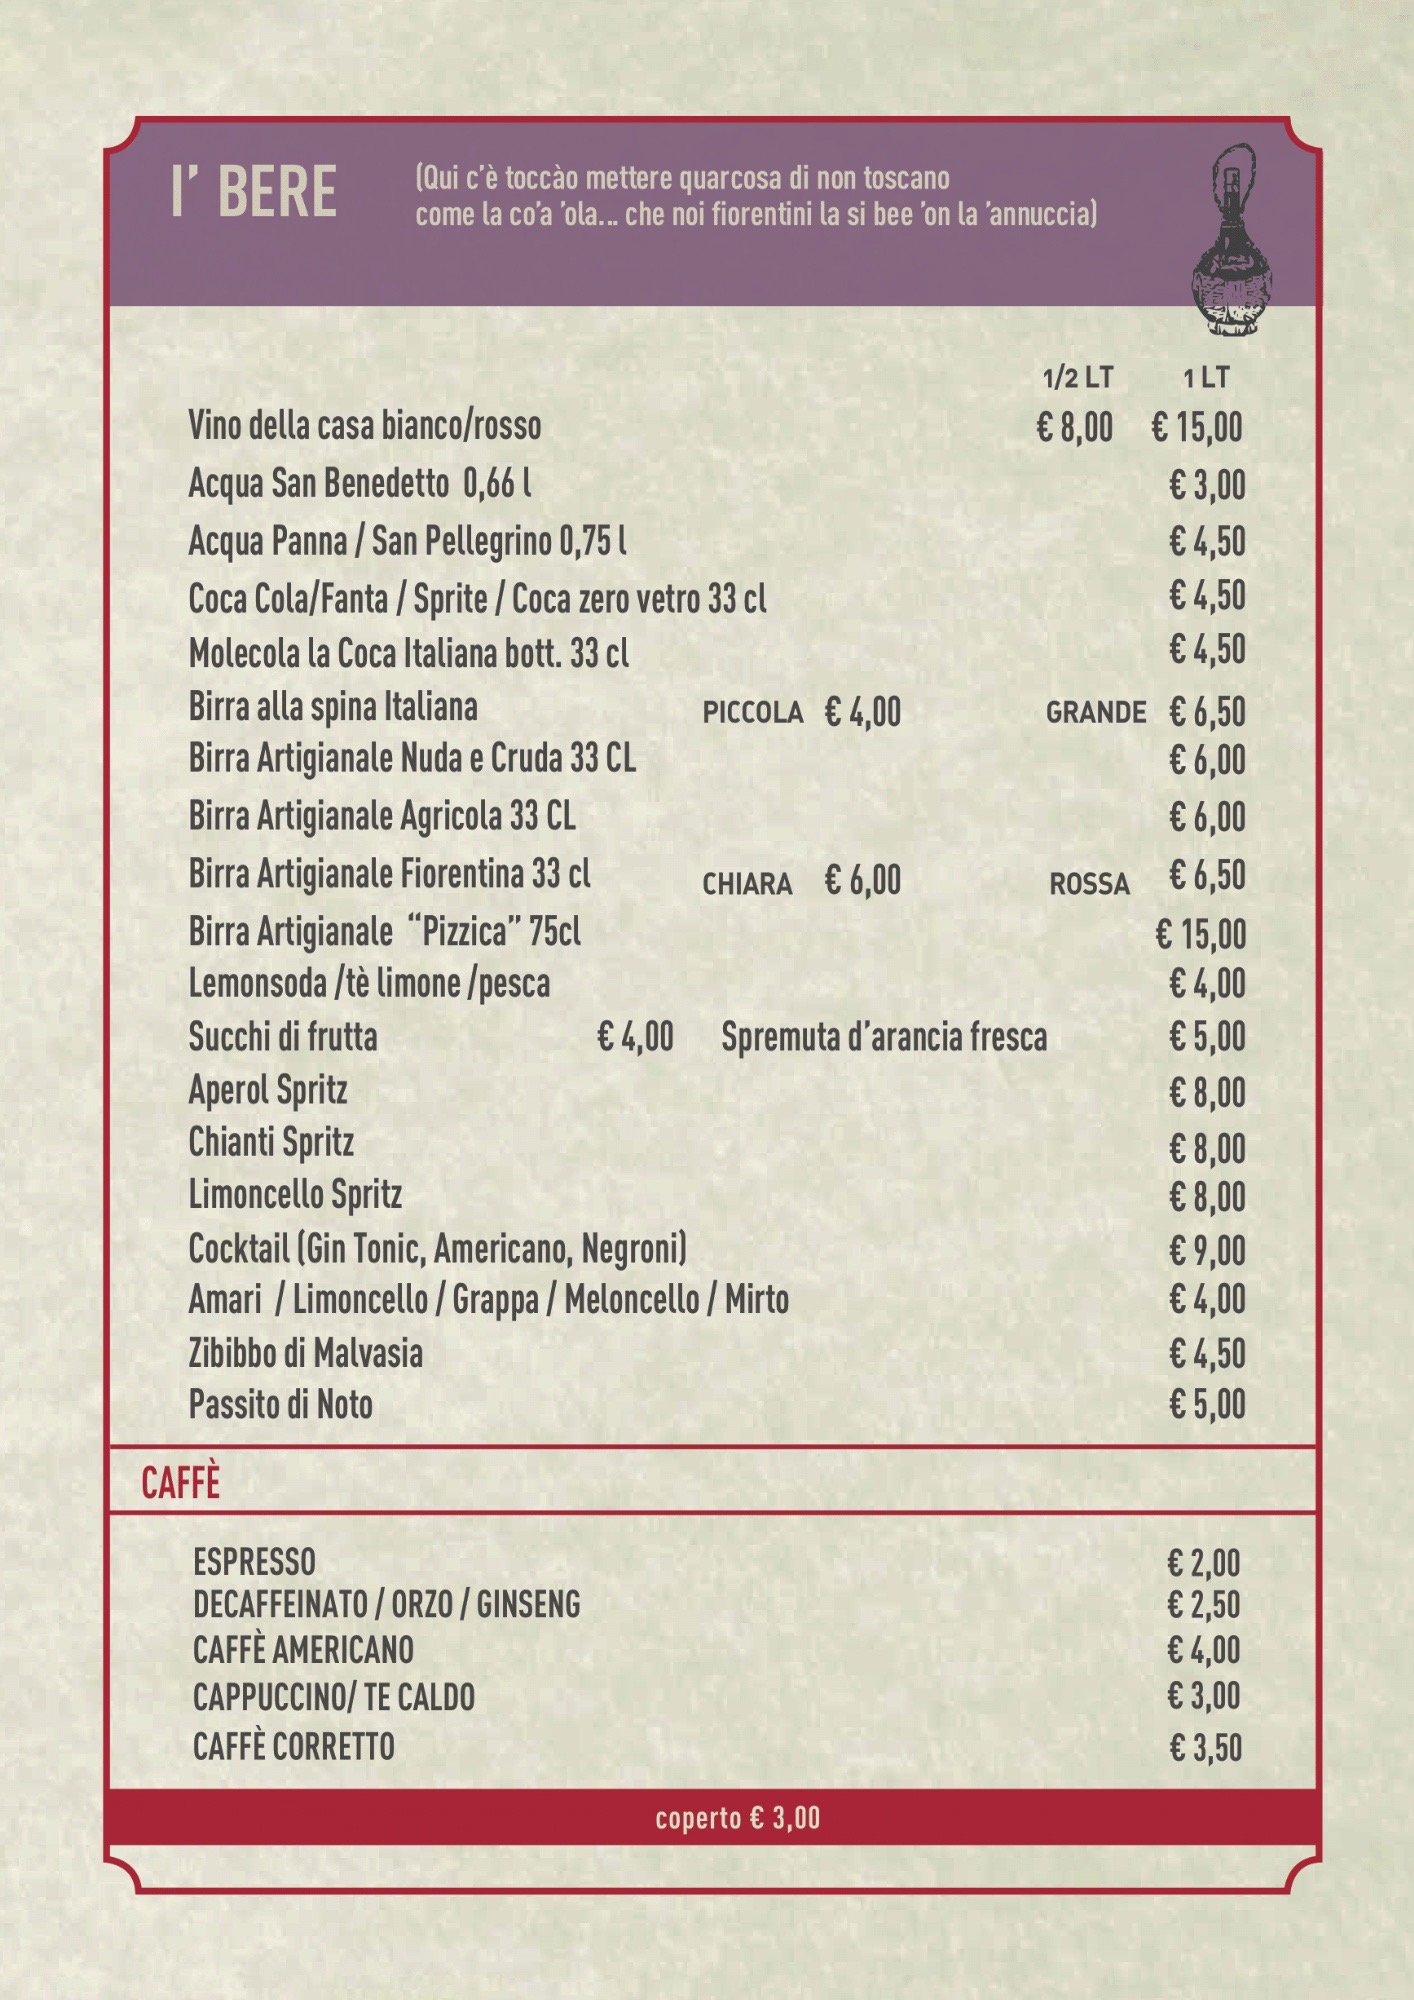 I’ BERE
(Qui c’è toccào mettere quarcosa di non toscano
come la co’a ’ola... che noi fiorentini la si bee ’on la ’annuccia)
1/2 LT 1 LT
Vino della casa bianco/rosso € 8,00 € 15,00
Acqua San Benedetto 0,66 l € 3,00
Acqua Panna / San Pellegrino 0,75 l € 4,50
Coca Cola/Fanta / Sprite / Coca zero vetro 33 cl € 4,50
Molecola la Coca Italiana bott. 33 cl € 4,50
Birra alla spina Italiana PICCOLA € 4,00 GRANDE € 6,50
Birra Artigianale Nuda e Cruda 33 CL € 6,00
Birra Artigianale Agricola 33 CL € 6,00
Birra Artigianale Fiorentina 33 cl CHIARA € 6,00 ROSSA € 6,50
Birra Artigianale “Pizzica” 75cl € 15,00
Lemonsoda /tè limone /pesca € 4,00
Succhi di frutta € 4,00 Spremuta d’arancia fresca € 5,00
Aperol Spritz € 8,00
Chianti Spritz € 8,00
Limoncello Spritz € 8,00
Cocktail (Gin Tonic, Americano, Negroni) € 9,00
Amari / Limoncello / Grappa / Meloncello / Mirto € 4,00
Zibibbo di Malvasia € 4,50
Passito di Noto € 5,00
CAFFÈ
ESPRESSO € 2,00
DECAFFEINATO / ORZO / GINSENG € 2,50
CAFFÈ AMERICANO € 4,00
CAPPUCCINO/ TE CALDO € 3,00
CAFFÈ CORRETTO € 3,50
coperto € 3,00